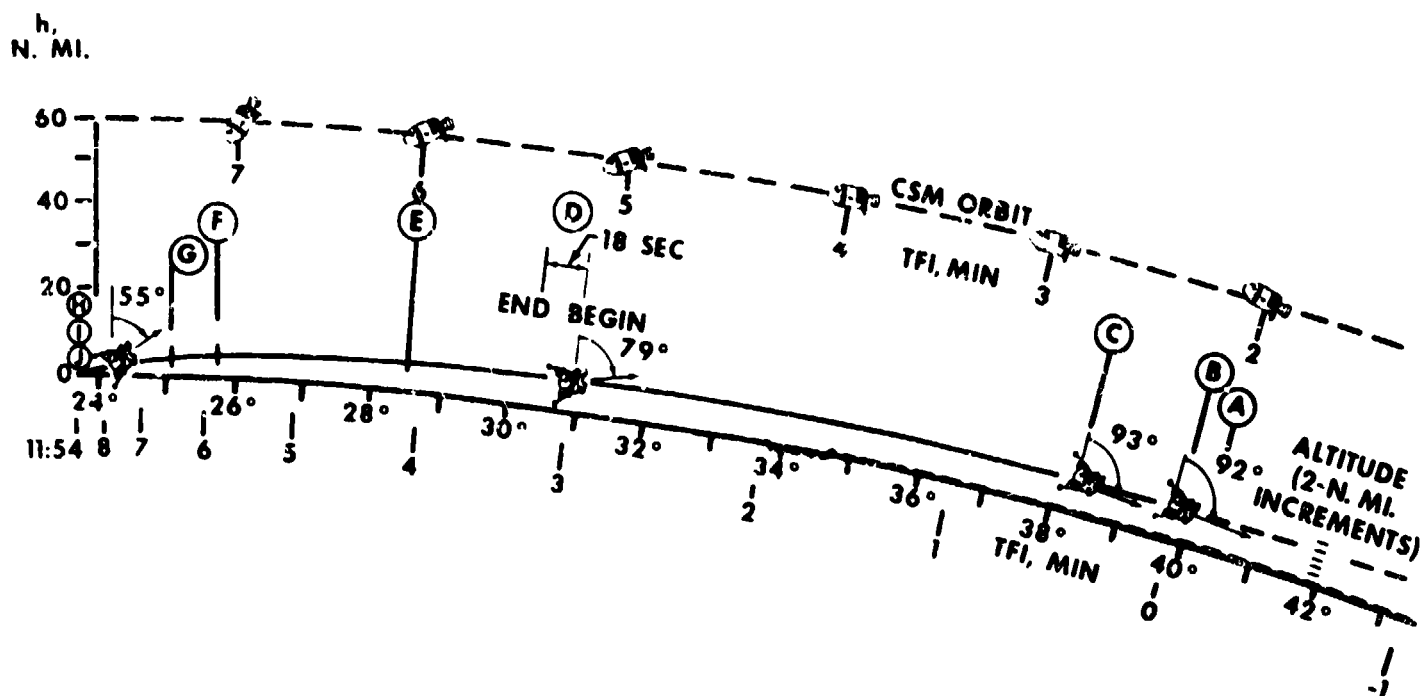 h,
N. MI.
60
40
20
0
7
6
5
4
3
2
CSM ORBIT
TFI, MIN
G
F
E
D
C
B
A
H
I
J
18 SEC
END BEGIN
55°
79°
93°
92°
ALTITUDE
(2-N. MI.
INCREMENTS)
24°
26°
28°
30°
32°
34°
36°
38°
40°
42°
11:54
8
7
6
5
4
3
2
1
0
-1
TFI, MIN